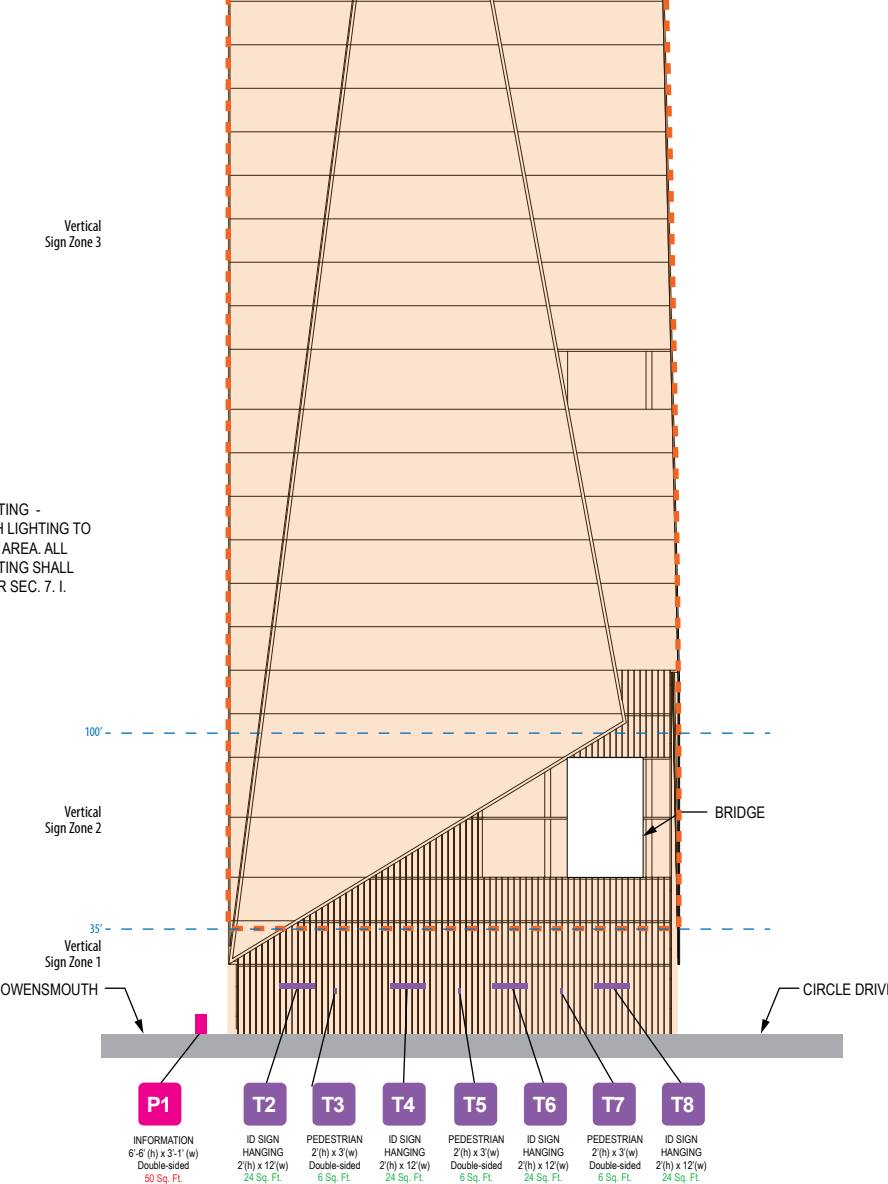 Vertical
Sign Zone 3
TING -
H LIGHTING TO
AREA. ALL
TING SHALL
R SEC. 7. I.
100'
Vertical
Sign Zone 2
BRIDGE
35'
Vertical
Sign Zone 1
OWENSMOUTH
CIRCLE DRIVE
P1
INFORMATION
6'-6' (h) x 3'-1' (w)
Double-sided
50 Sq. Ft.
T2
ID SIGN
HANGING
2'(h) x 12'(w)
24 Sq. Ft.
T3
PEDESTRIAN
2'(h) x 3'(w)
Double-sided
6 Sq. Ft.
T4
ID SIGN
HANGING
2'(h) x 12'(w)
24 Sq. Ft.
T5
PEDESTRIAN
2'(h) x 3'(w)
Double-sided
6 Sq. Ft.
T6
ID SIGN
HANGING
2'(h) x 12'(w)
24 Sq. Ft.
T7
PEDESTRIAN
2'(h) x 3'(w)
Double-sided
6 Sq. Ft.
T8
ID SIGN
HANGING
2'(h) x 12'(w)
24 Sq. Ft.